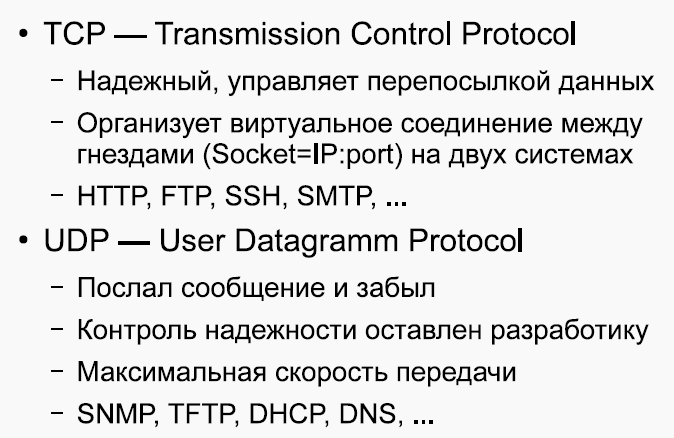 • TCP — Transmission Control Protocol
– Надежный, управляет перепосылкой данных
– Организует виртуальное соединение между
гнездами (Socket=IP:port) на двух системах
– HTTP, FTP, SSH, SMTP, ...
• UDP — User Datagramm Protocol
– Послал сообщение и забыл
– Контроль надежности оставлен разработику
– Максимальная скорость передачи
– SNMP, TFTP, DHCP, DNS, ...